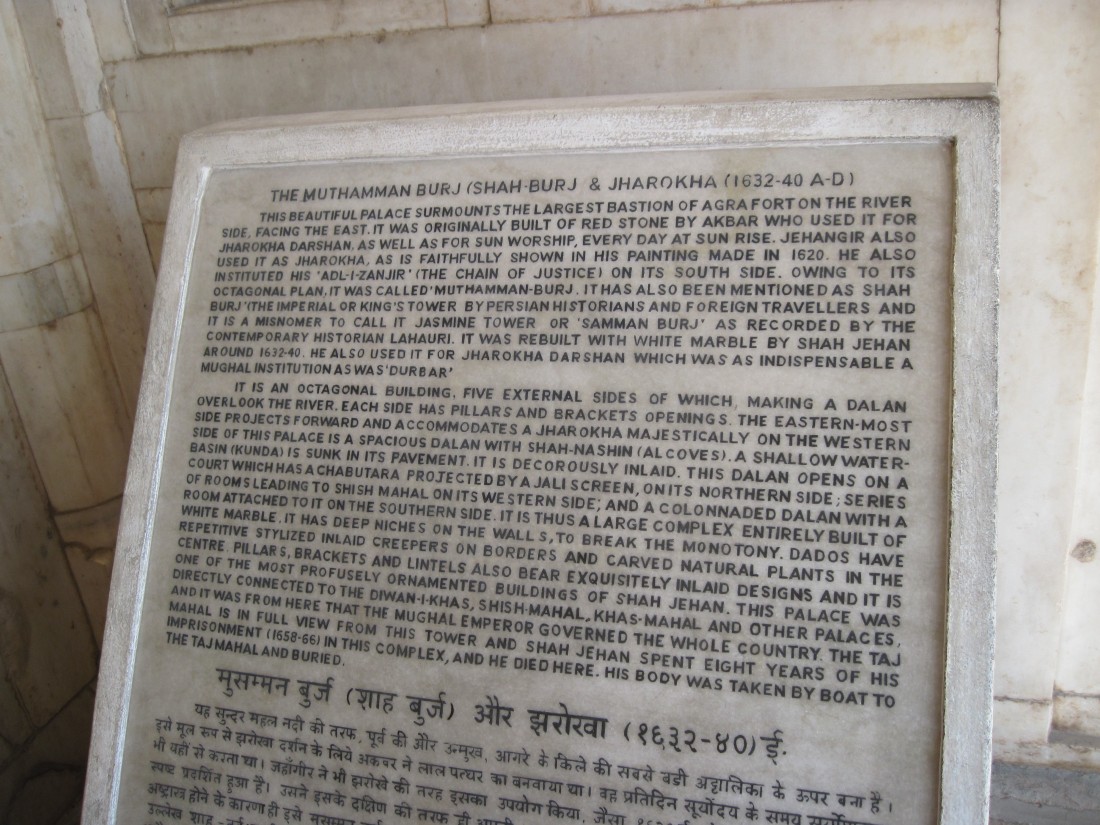 THE MUTHAMMAN BURJ (SHAH-BURJ & JHAROKHA (1632-40 A-D)
THIS BEAUTIFUL PALACE SURMOUNTS THE LARGEST BASTION OF AGRA FORT ON THE RIVER
SIDE, FACING THE EAST. IT WAS ORIGINALLY BUILT OF RED STONE BY AKBAR WHO USED IT FOR
JHAROKHA DARSHAN, AS WELL AS FOR SUN WORSHIP, EVERY DAY AT SUN RISE. JEHANGIR ALSO
USED IT AS JHAROKHA, AS IS FAITHFULLY SHOWN IN HIS PAINTING MADE IN 1620. HE ALSO
INSTITUTED HIS 'ADL-I-ZANJIR' (THE CHAIN OF JUSTICE) ON ITS SOUTH SIDE. OWING TO ITS
OCTAGONAL PLAN, IT WAS CALLED 'MUTHAMMAN-BURJ. IT HAS ALSO BEEN MENTIONED AS SHAH
BURJ '(THE IMPERIAL OR KING'S TOWER BY PERSIAN HISTORIANS AND FOREIGN TRAVELLERS AND
IT IS A MISNOMER TO CALL IT JASMINE TOWER OR 'SAMMAN BURJ' AS RECORDED BY THE
CONTEMPORARY HISTORIAN LAHAURI. IT WAS REBUILT WITH WHITE MARBLE BY SHAH JEHAN
AROUND 1632-40. HE ALSO USED IT FOR JHAROKHA DARSHAN WHICH WAS AS INDISPENSABLE A
MUGHAL INSTITUTION AS WAS 'DURBAR'
IT IS AN OCTAGONAL BUILDING, FIVE EXTERNAL SIDES OF WHICH, MAKING A DALAN
OVERLOOK THE RIVER. EACH SIDE HAS PILLARS AND BRACKETS OPENINGS. THE EASTERN-MOST
SIDE PROJECTS FORWARD AND ACCOMMODATES A JHAROKHA MAJESTICALLY ON THE WESTERN
SIDE OF THIS PALACE IS A SPACIOUS DALAN WITH SHAH-NASHIN (ALCOVES). A SHALLOW WATER-
BASIN (KUNDA) IS SUNK IN ITS PAVEMENT. IT IS DECOROUSLY INLAID. THIS DALAN OPENS ON A
COURT WHICH HAS A CHABUTARA PROJECTED BY A JALI SCREEN, ON ITS NORTHERN SIDE; SERIES
OF ROOMS LEADING TO SHISH MAHAL ON ITS WESTERN SIDE; AND A COLONNADED DALAN WITH A
ROOM ATTACHED TO IT ON THE SOUTHERN SIDE. IT IS THUS A LARGE COMPLEX ENTIRELY BUILT OF
WHITE MARBLE. IT HAS DEEP NICHES ON THE WALLS, TO BREAK THE MONOTONY. DADOS HAVE
REPETITIVE STYLIZED INLAID CREEPERS ON BORDERS AND CARVED NATURAL PLANTS IN THE
CENTRE. PILLARS, BRACKETS AND LINTELS ALSO BEAR EXQUISITELY INLAID DESIGNS AND IT IS
ONE OF THE MOST PROFUSELY ORNAMENTED BUILDINGS OF SHAH JEHAN. THIS PALACE WAS
DIRECTLY CONNECTED TO THE DIWAN-I-KHAS, SHISH-MAHAL, KHAS-MAHAL AND OTHER PALACES,
AND IT WAS FROM HERE THAT THE MUGHAL EMPEROR GOVERNED THE WHOLE COUNTRY. THE TAJ
MAHAL IS IN FULL VIEW FROM THIS TOWER AND SHAH JEHAN SPENT EIGHT YEARS OF HIS
IMPRISONMENT (1658-66) IN THIS COMPLEX, AND HE DIED HERE. HIS BODY WAS TAKEN BY BOAT TO
THE TAJ MAHAL AND BURIED.
मुसम्मन बुर्ज (शाह बुर्ज) और झरोखा (१६३२-४०) ई.
यह सुन्दर महल नदी की तरफ, पूर्व की और उन्मुख, आगरे के किले की सबसे बडी अट्टालिका के ऊपर बना है।
इसे मूल रूप से झरोखा दर्शन के लिये अकबर ने लाल पत्थर का बनवाया था। वह प्रतिदिन सूर्योदय के समय
भी यहीं से करता था। जहाँगीर ने भी झरोखे की तरह इसका उपयोग किया, जैसा
स्पष्ट प्रदर्शित हुआ है। उसने इसके दक्षिण की तरफ ही
अष्टास्त्र होने के कारण ही इसे मुसम्मन
उल्लेख शाह